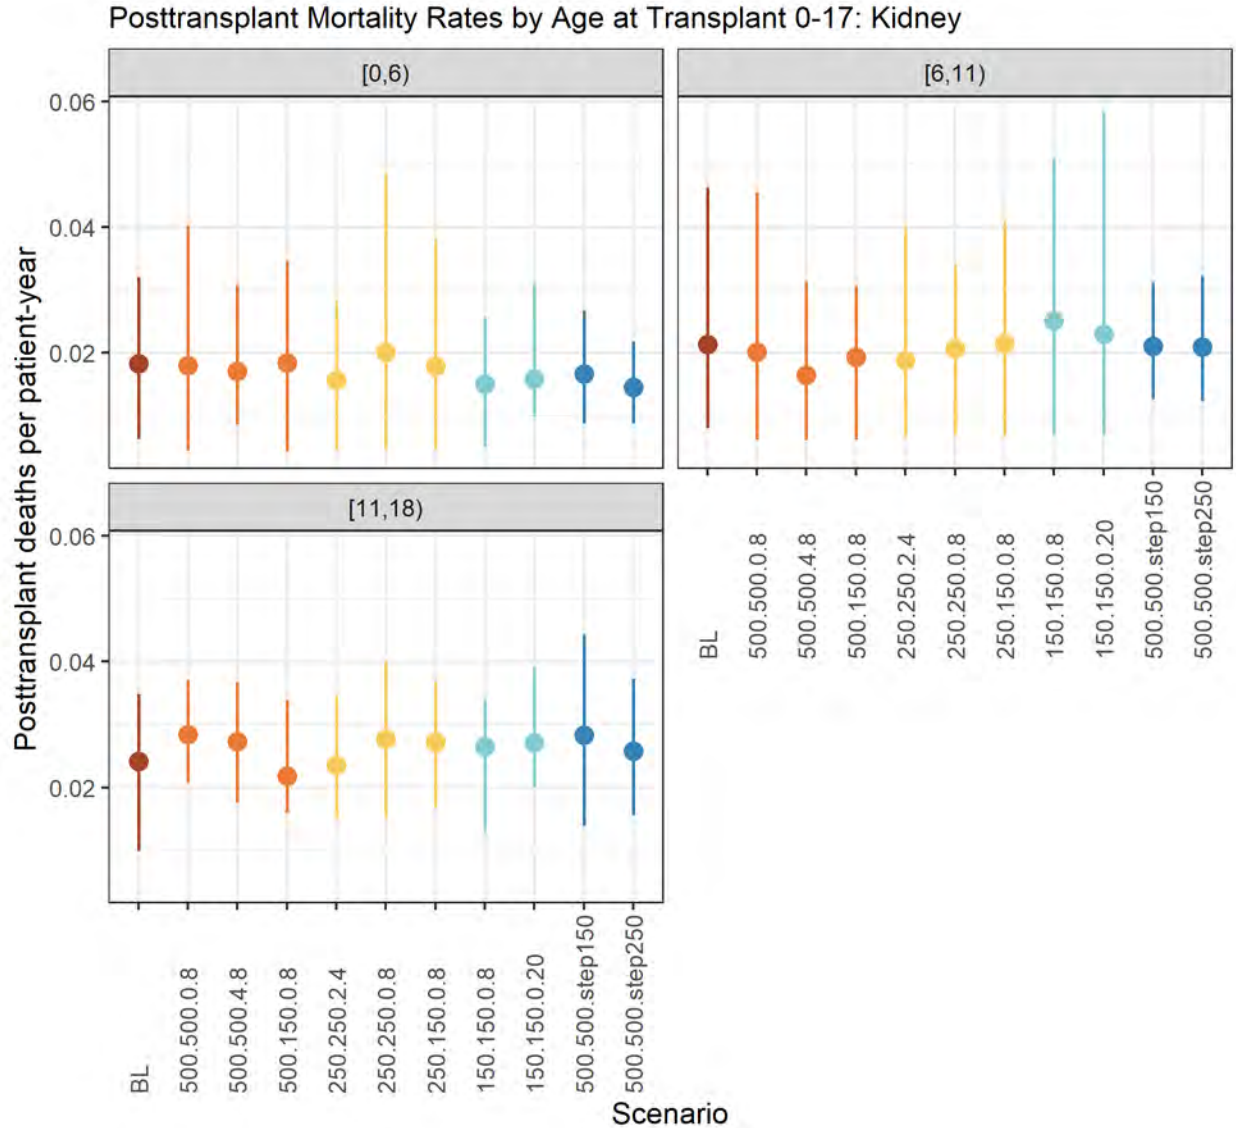 Posttransplant Mortality Rates by Age at Transplant 0-17: Kidney
[0,6)
[6,11)
0.06
0.04
0.02
Posttransplant deaths per patient-year
BL
500.500.0.8
500.500.4.8
500.150.0.8
250.250.2.4
250.250.0.8
250.150.0.8
150.150.0.8
150.150.0.20
500.500.step150
500.500.step250
[11,18)
0.06
0.04
0.02
BL
500.500.0.8
500.500.4.8
500.150.0.8
250.250.2.4
250.250.0.8
250.150.0.8
150.150.0.8
150.150.0.20
500.500.step150
500.500.step250
Scenario